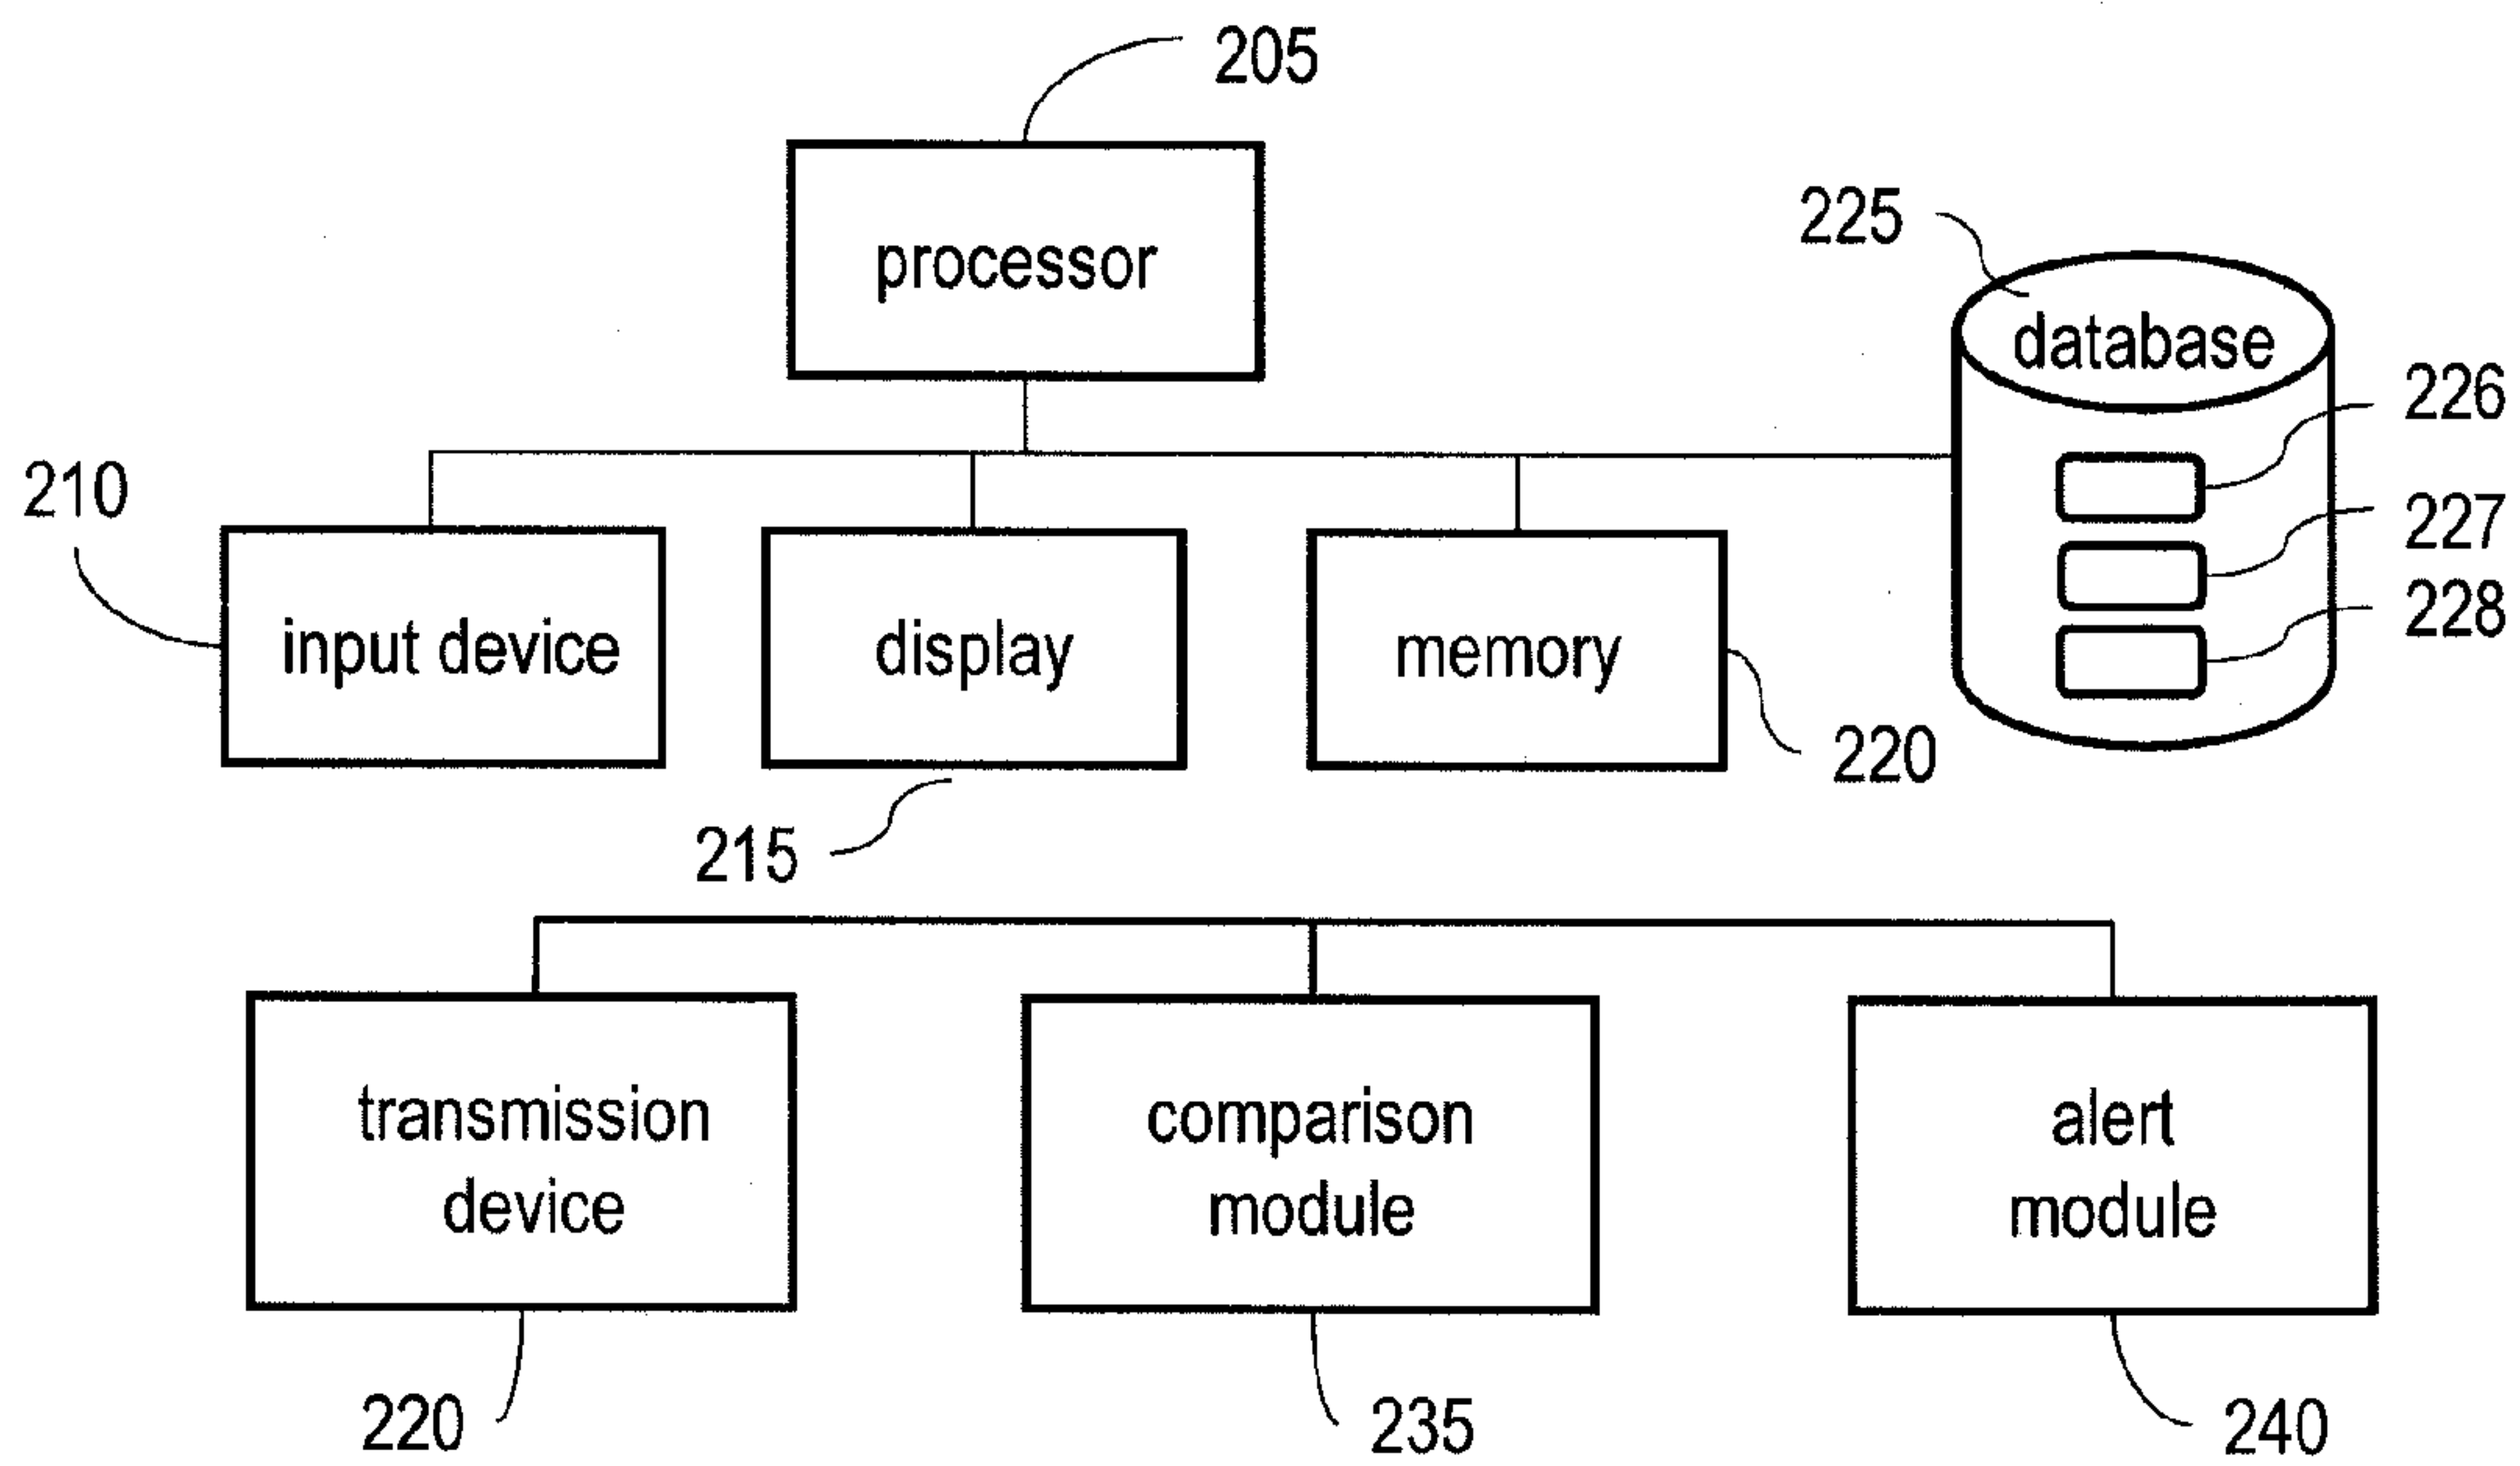 205
processor
225
database
226
210
227
input device
display
memory
228
220
215
transmission
device
comparison
module
alert
module
220
235
240